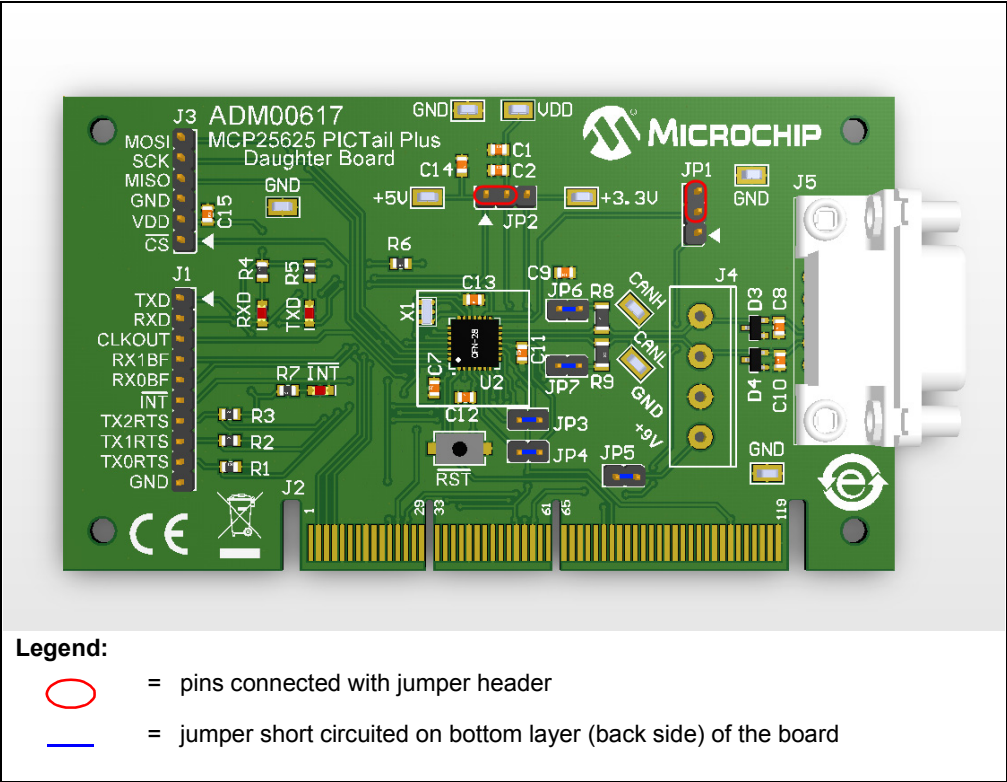 J3 ADM00617
MCP25625 PICTail Plus
Daughter Board
MOSI
SCK
MISO
GND
VDD
CS
C15
GND
GND
VDD
C14
C1
C2
+5V
+3.3V
JP2
MICROCHIP
JP1
GND
J5
J1
TXD
RXD
CLKOUT
RX1BF
RX0BF
INT
TX2RTS
TX1RTS
TX0RTS
GND
R4
R5
RXD
TXD
R6
R7 INT
R3
R2
R1
X1
C13
QFN-28
C7
U2
C11
C12
RST
C9
JP6
R8
CANH
JP7
R9
CANL
GND
+9V
J4
D3
C8
D4
C10
JP3
JP4
JP5
GND
J2
1
29
33
61
65
119
CE
e
Legend:
= pins connected with jumper header
= jumper short circuited on bottom layer (back side) of the board